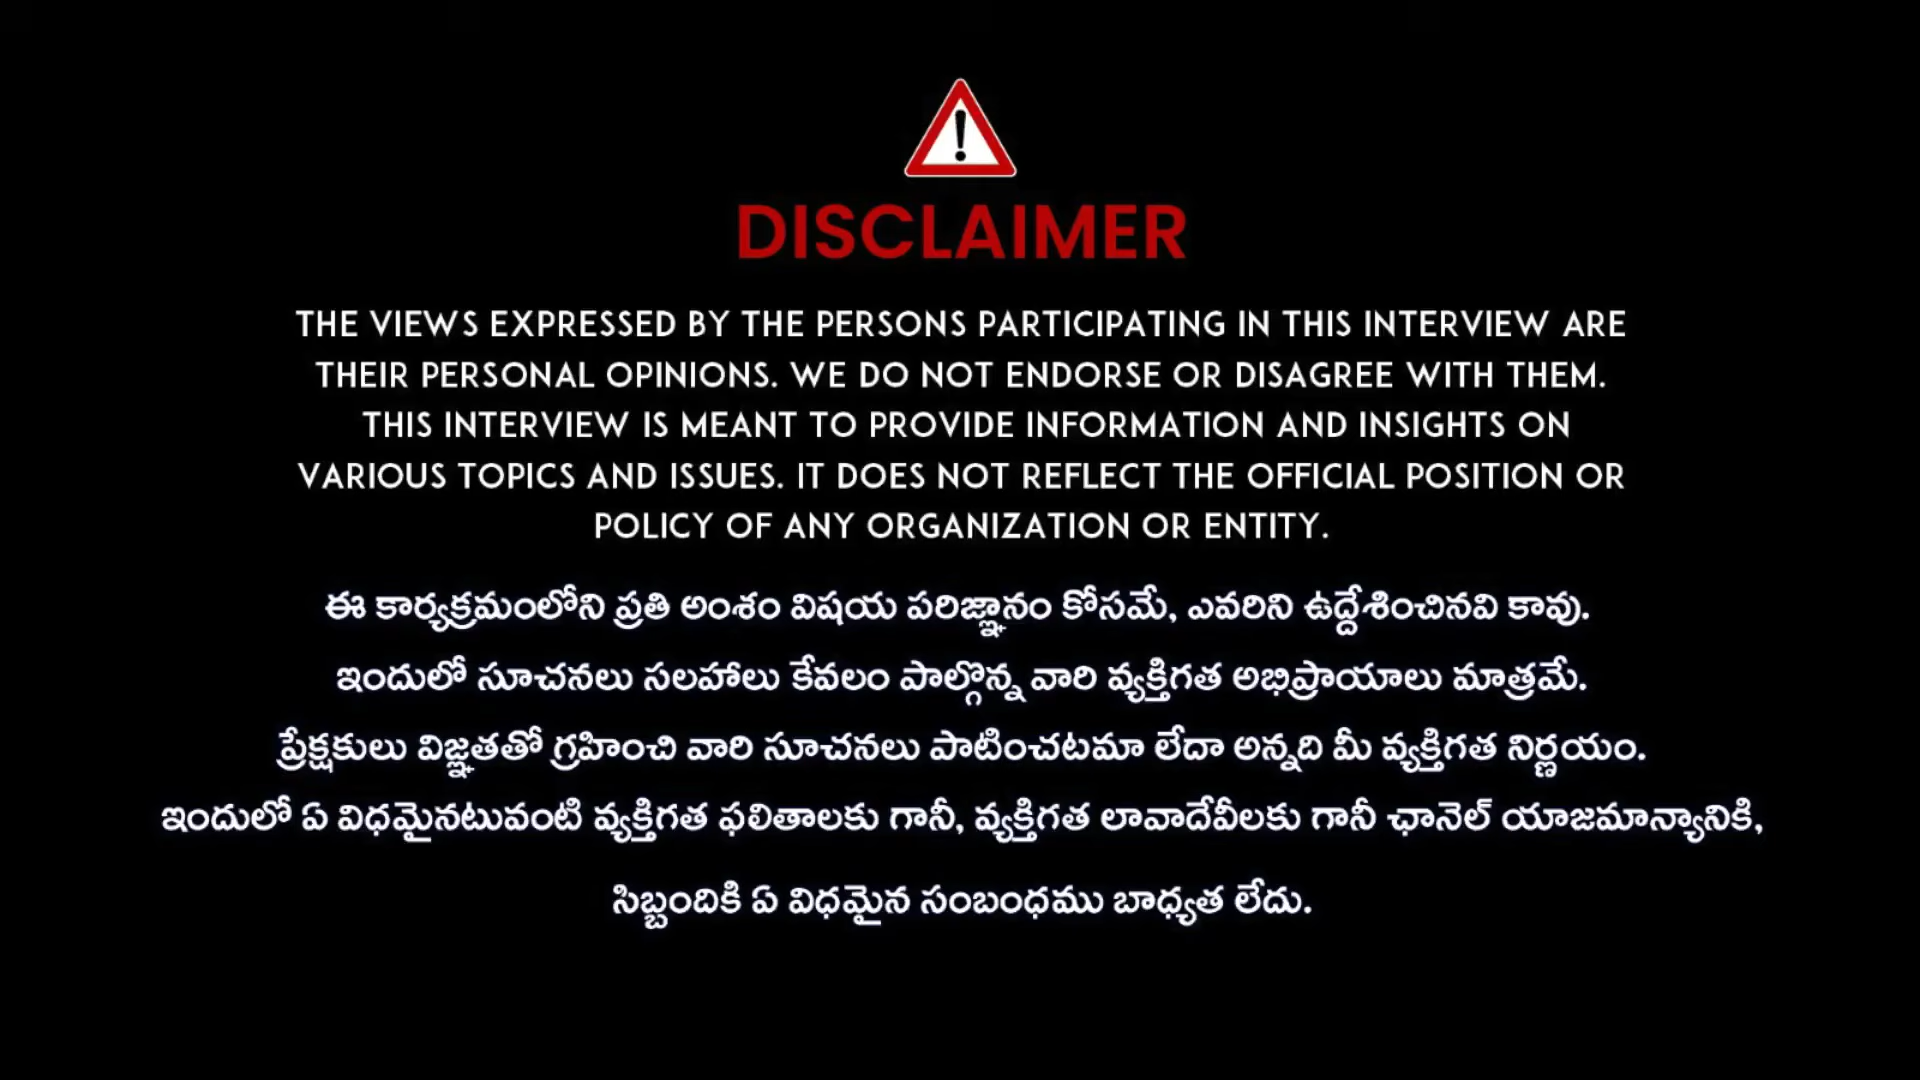 DISCLAIMER
THE VIEWS EXPRESSED BY THE PERSONS PARTICIPATING IN THIS INTERVIEW ARE
THEIR PERSONAL OPINIONS. WE DO NOT ENDORSE OR DISAGREE WITH THEM.
THIS INTERVIEW IS MEANT TO PROVIDE INFORMATION AND INSIGHTS ON
VARIOUS TOPICS AND ISSUES. IT DOES NOT REFLECT THE OFFICIAL POSITION OR
POLICY OF ANY ORGANIZATION OR ENTITY.
ఈ కార్యక్రమంలోని ప్రతి అంశం విషయ పరిజ్ఞానం కోసమే, ఎవరిని ఉద్దేశించినవి కావు.
ఇందులో సూచనలు సలహాలు కేవలం పాల్గొన్న వారి వ్యక్తిగత అభిప్రాయాలు మాత్రమే.
ప్రేక్షకులు విజ్ఞతతో గ్రహించి వారి సూచనలు పాటించటమా లేదా అన్నది మీ వ్యక్తిగత నిర్ణయం.
ఇందులో ఏ విధమైనటువంటి వ్యక్తిగత ఫలితాలకు గానీ, వ్యక్తిగత లావాదేవీలకు గానీ ఛానెల్ యాజమాన్యానికి,
సిబ్బందికి ఏ విధమైన సంబంధము బాధ్యత లేదు.